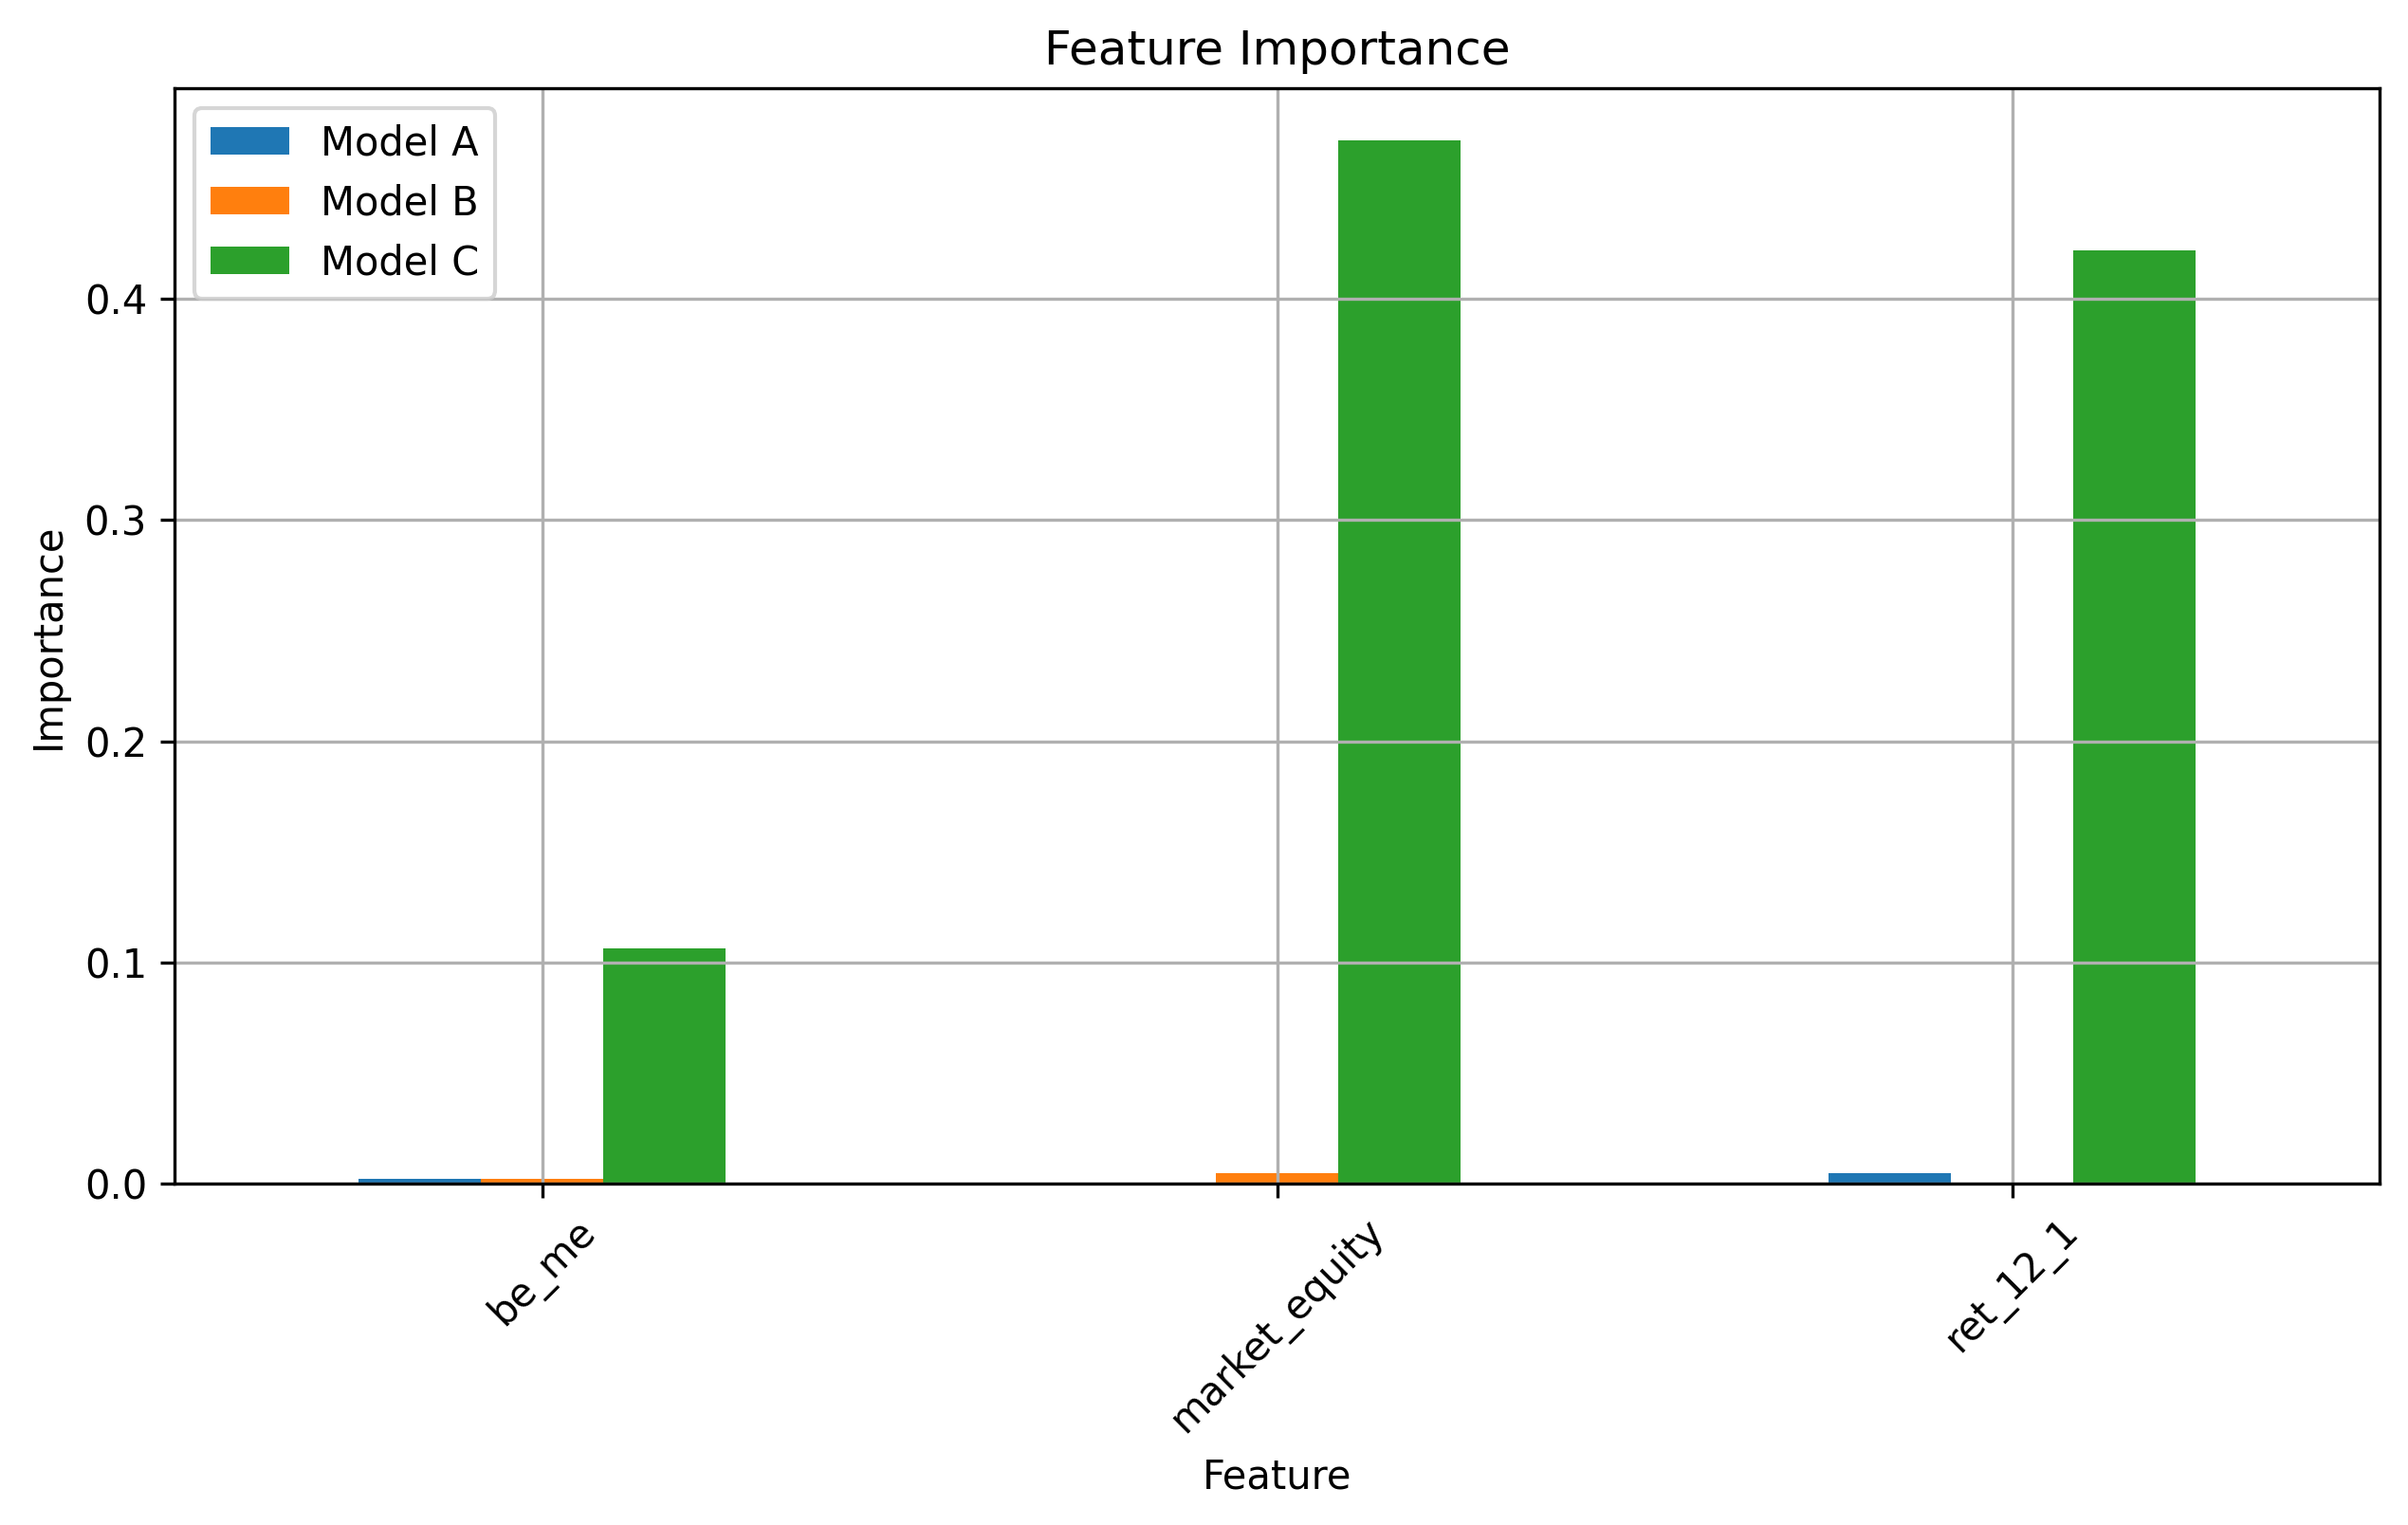 Feature Importance
Model A
Model B
Model C
Importance
0.4
0.3
0.2
0.1
0.0
be_me
market_equity
ret_12_1
Feature